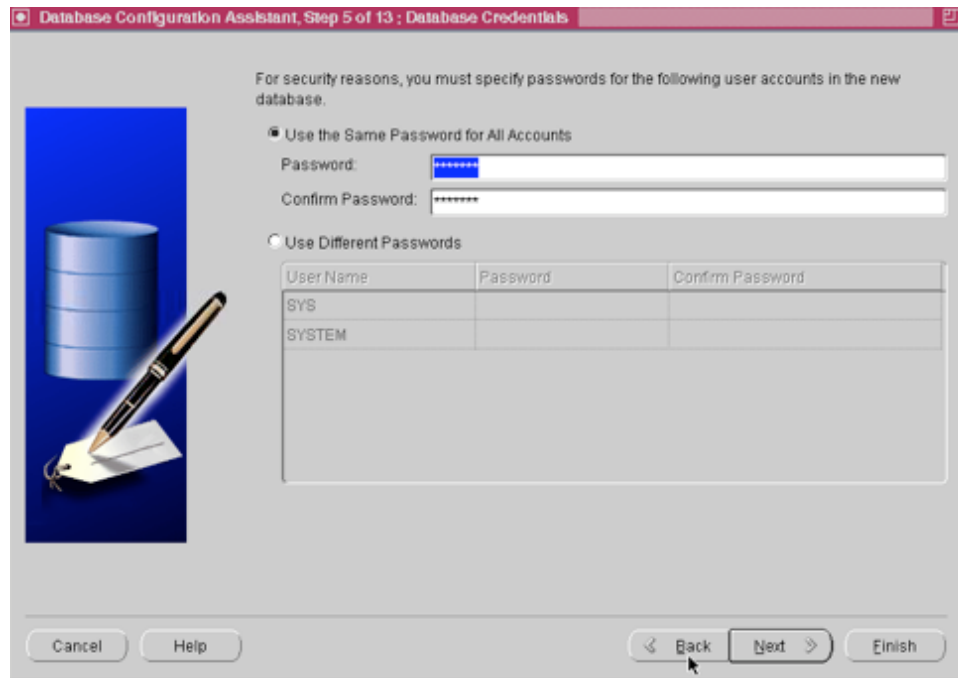 Database Configuration Assistant, Step 5 of 13 ; Database Credentials
For security reasons, you must specify passwords for the following user accounts in the new
database.
Use the Same Password for All Accounts
Password: *******
Confirm Password: *******
Use Different Passwords
User Name Password Confirm Password
SYS
SYSTEM
Cancel Help Back Next Finish